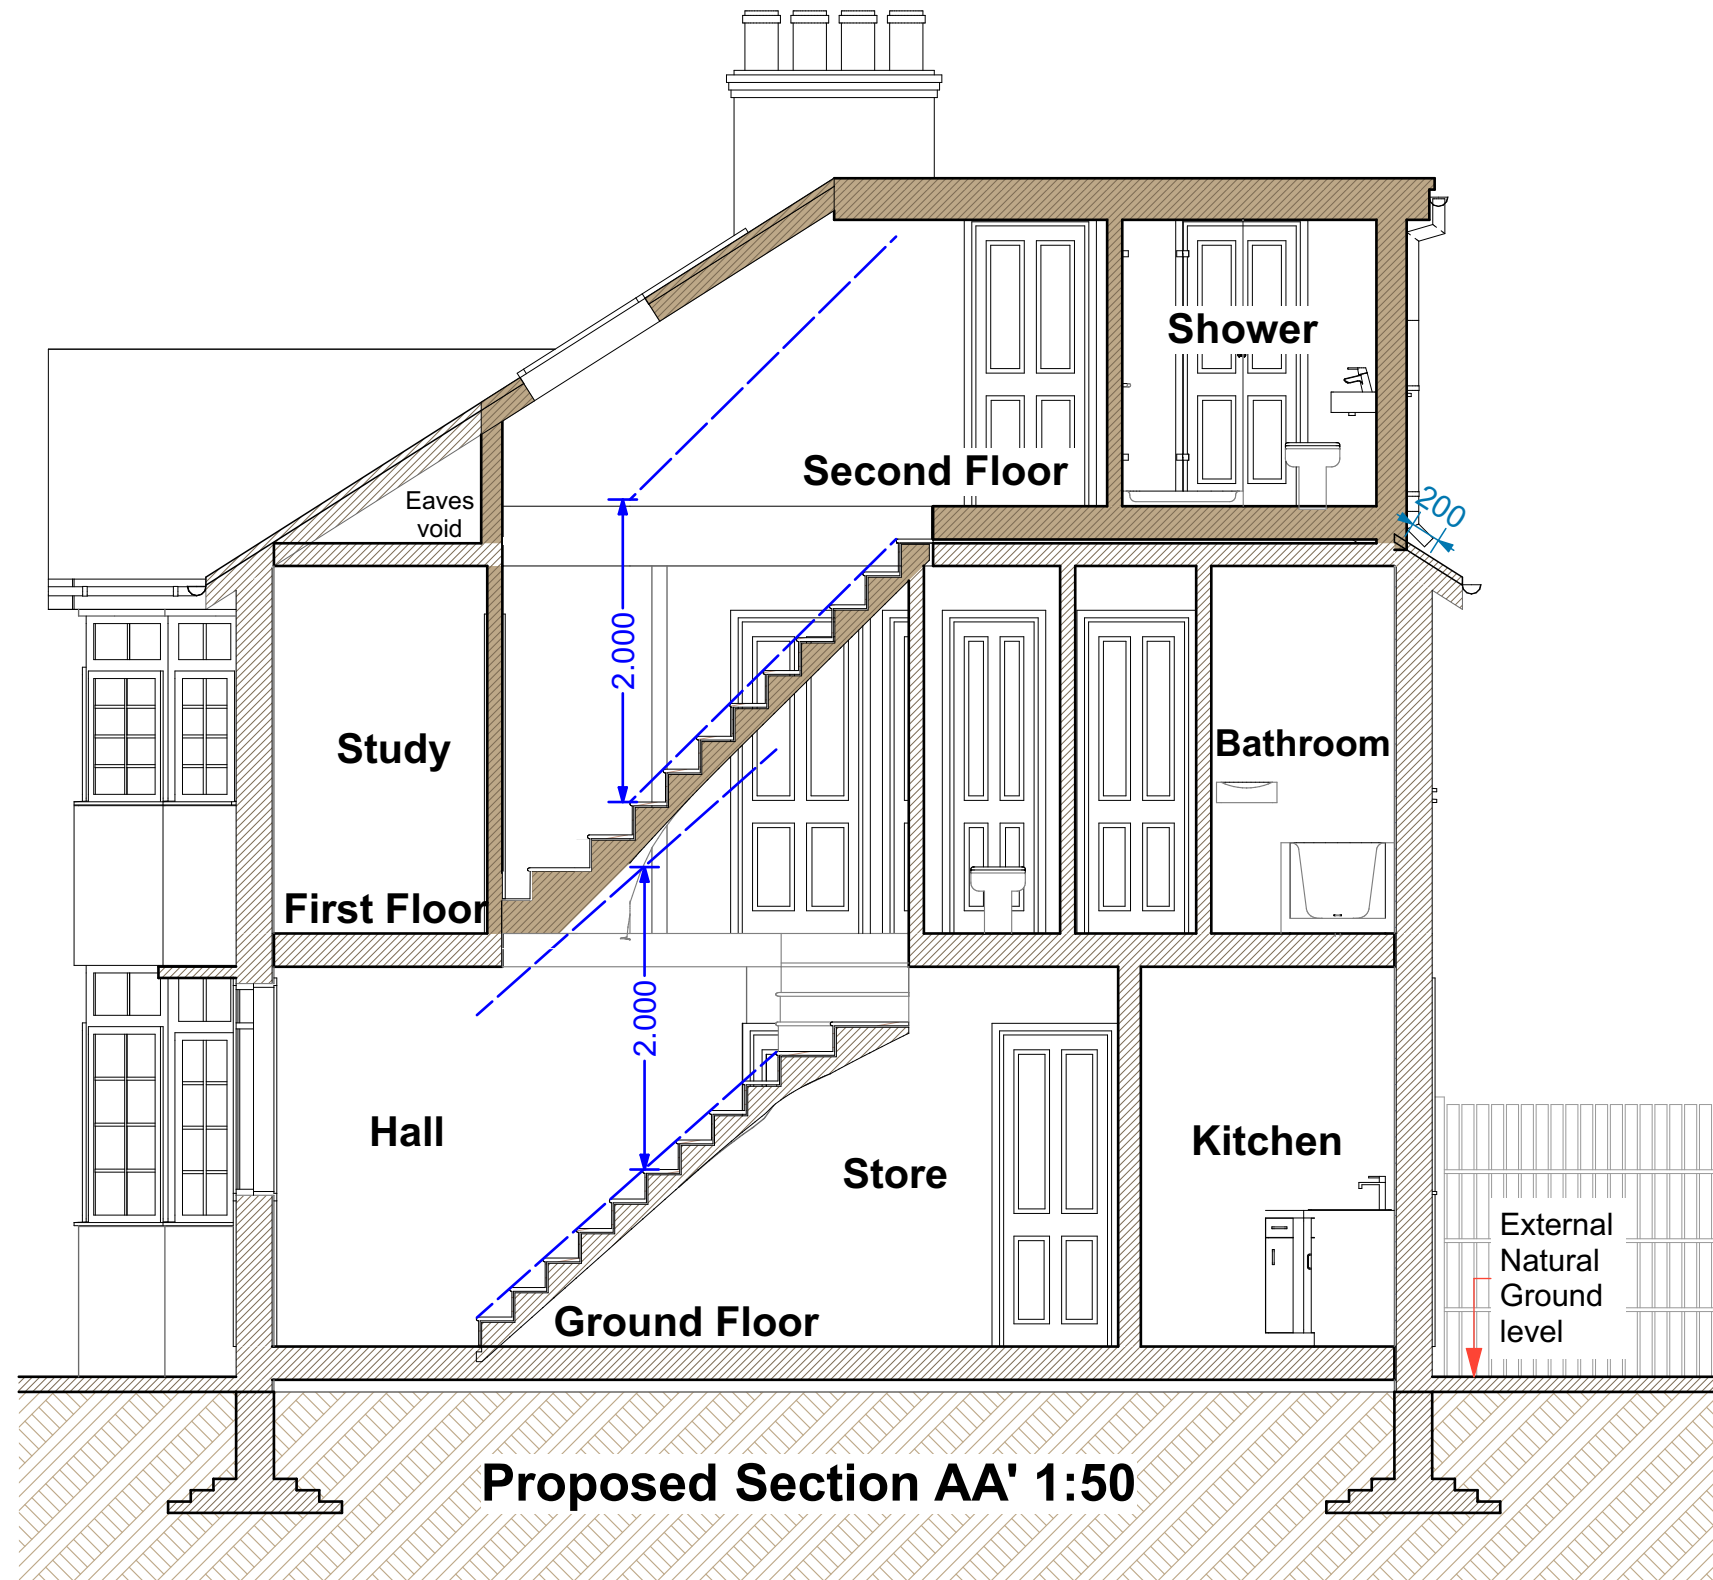 Shower
Second Floor
Eaves
void
200
2.000
Study
Bathroom
First Floor
2.000
Hall
Kitchen
Store
External
Natural
Ground
level
Ground Floor
Proposed Section AA' 1:50